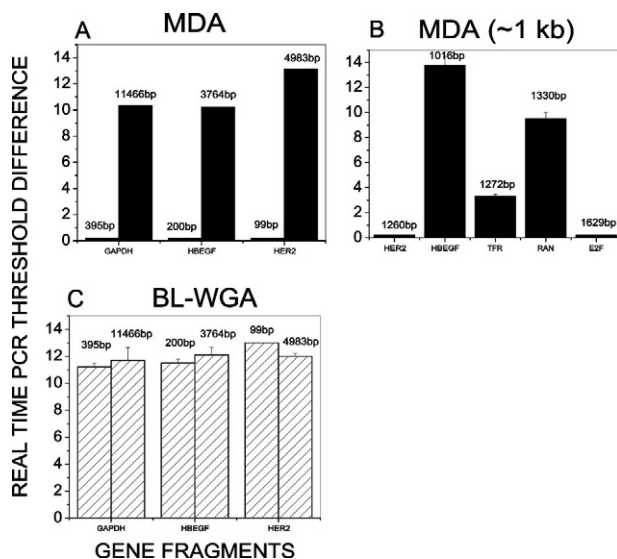 REAL TIME PCR THRESHOLD DIFFERENCE
A MDA
14
12
10
8
6
4
2
0
395bp 11466bp 200bp 3764bp 99bp 4983bp
GAPDH HBEGF HER2
B MDA (~1 kb)
14
12
10
8
6
4
2
0
1260bp 1016bp 1272bp 1330bp 1629bp
HER2 HBEGF TFR RAN E2F
C BL-WGA
14
12
10
8
6
4
2
0
395bp 11466bp 200bp 3764bp 99bp 4983bp
GAPDH HBEGF HER2
GENE FRAGMENTS